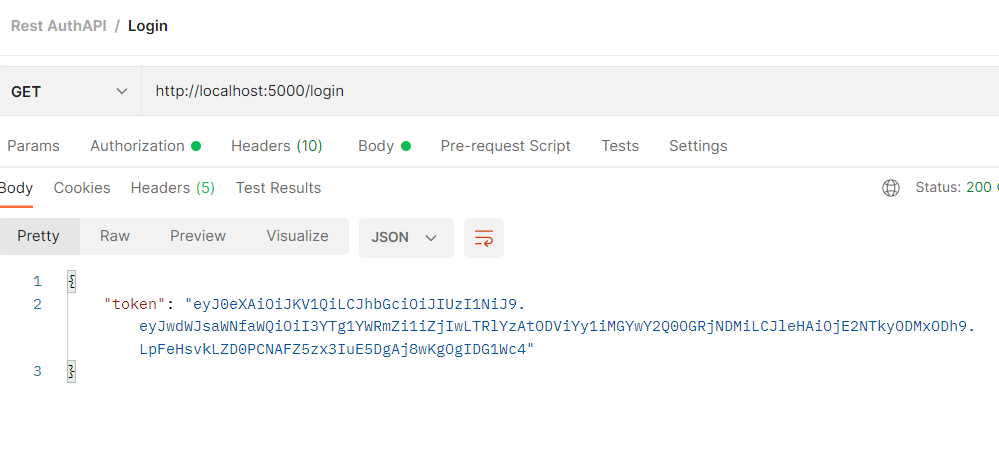 Rest AuthAPI / Login
GET http://localhost:5000/login
Params Authorization Headers (10) Body Pre-request Script Tests Settings
Body Cookies Headers (5) Test Results Status: 200
Pretty Raw Preview Visualize JSON
1 {
2 "token": "eyJ0eXAiOiJKV1QiLCJhbGciOiJIUzI1NiJ9.
eyJwdWJsaWNfaWQiOiI3YTg1YWRmZi1iZjIwLTRlYzAtODViYy1iMGYwY2Q0OGRjNDMiLCJleHAiOjE2NTkyODMxODh9.
LpFeHsvkLZD0PCNAFZ5zx3IuE5DgAj8wKgOgIDG1Wc4"
3 }